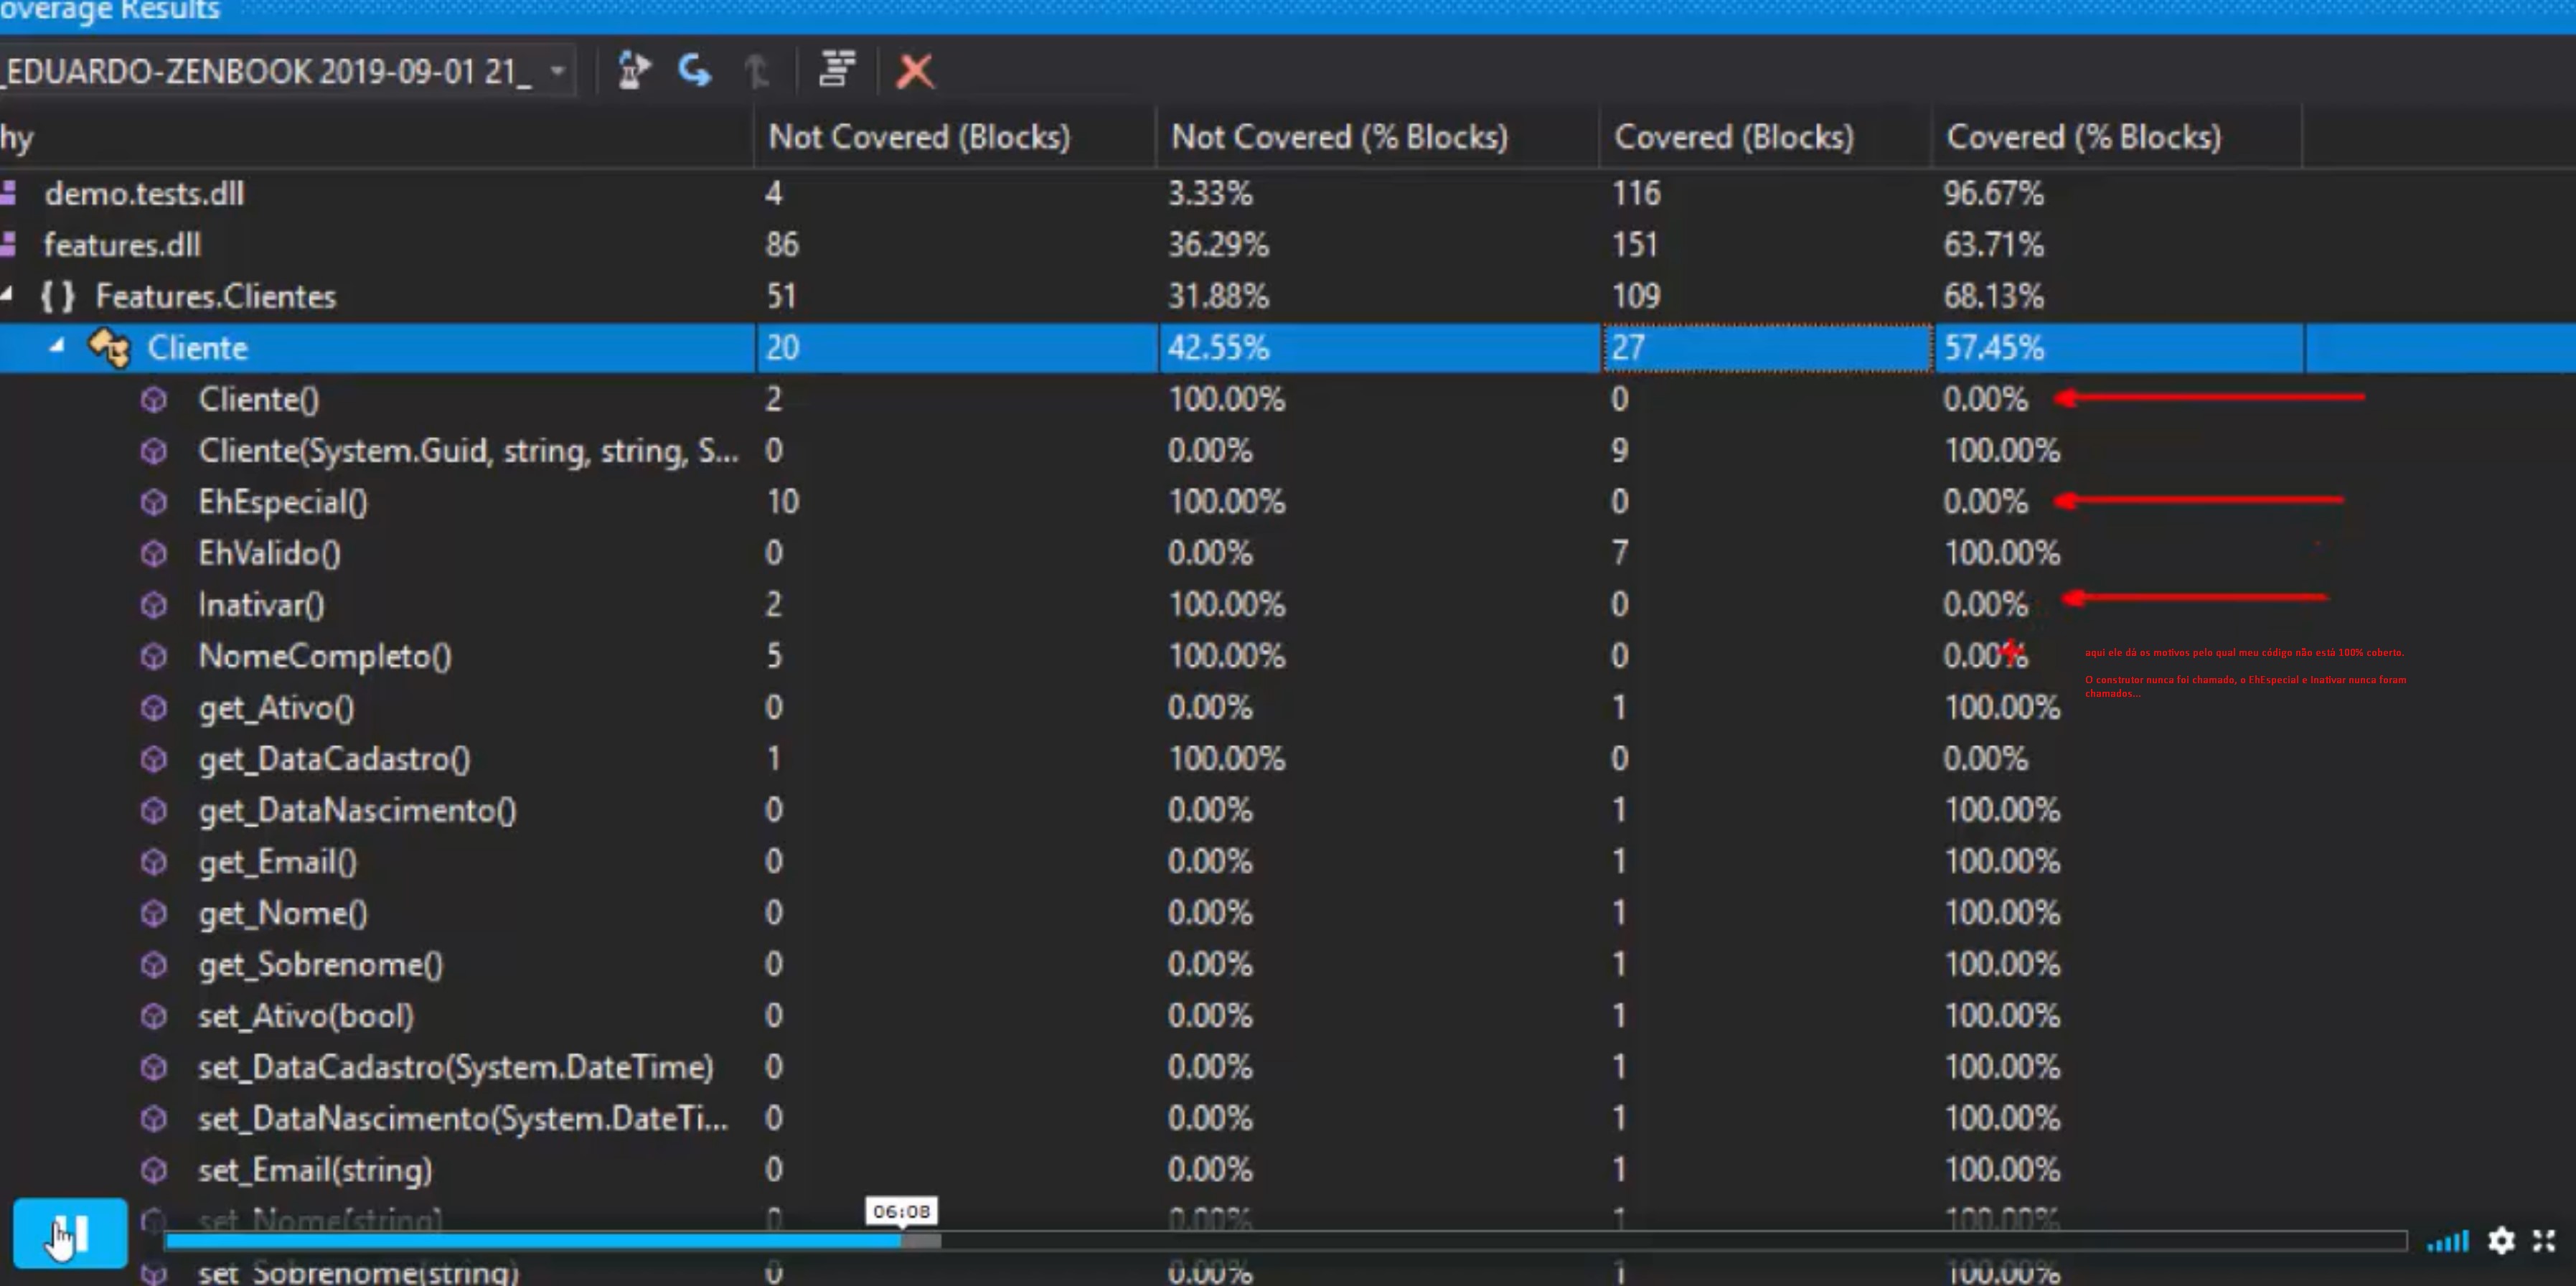 overage Results
_EDUARDO-ZENBOOK 2019-09-01 21_
hy Not Covered (Blocks) Not Covered (% Blocks) Covered (Blocks) Covered (% Blocks)
demo.tests.dll 4 3.33% 116 96.67%
features.dll 86 36.29% 151 63.71%
{ } Features.Clientes 51 31.88% 109 68.13%
Cliente 20 42.55% 27 57.45%
Cliente() 2 100.00% 0 0.00%
Cliente(System.Guid, string, string, S... 0 0.00% 9 100.00%
EhEspecial() 10 100.00% 0 0.00%
EhValido() 0 0.00% 7 100.00%
Inativar() 2 100.00% 0 0.00%
NomeCompleto() 5 100.00% 0 0.00%
aqui ele dá os motivos pelo qual meu código não está 100% coberto.
O construtor nunca foi chamado, o EhEspecial e Inativar nunca foram
chamados...
get_Ativo() 0 0.00% 1 100.00%
get_DataCadastro() 1 100.00% 0 0.00%
get_DataNascimento() 0 0.00% 1 100.00%
get_Email() 0 0.00% 1 100.00%
get_Nome() 0 0.00% 1 100.00%
get_Sobrenome() 0 0.00% 1 100.00%
set_Ativo(bool) 0 0.00% 1 100.00%
set_DataCadastro(System.DateTime) 0 0.00% 1 100.00%
set_DataNascimento(System.DateTi... 0 0.00% 1 100.00%
set_Email(string) 0 0.00% 1 100.00%
set_Nome(string) 0 0.00% 1 100.00%
06:08
set_Sobrenome(string) 0 0.00% 1 100.00%